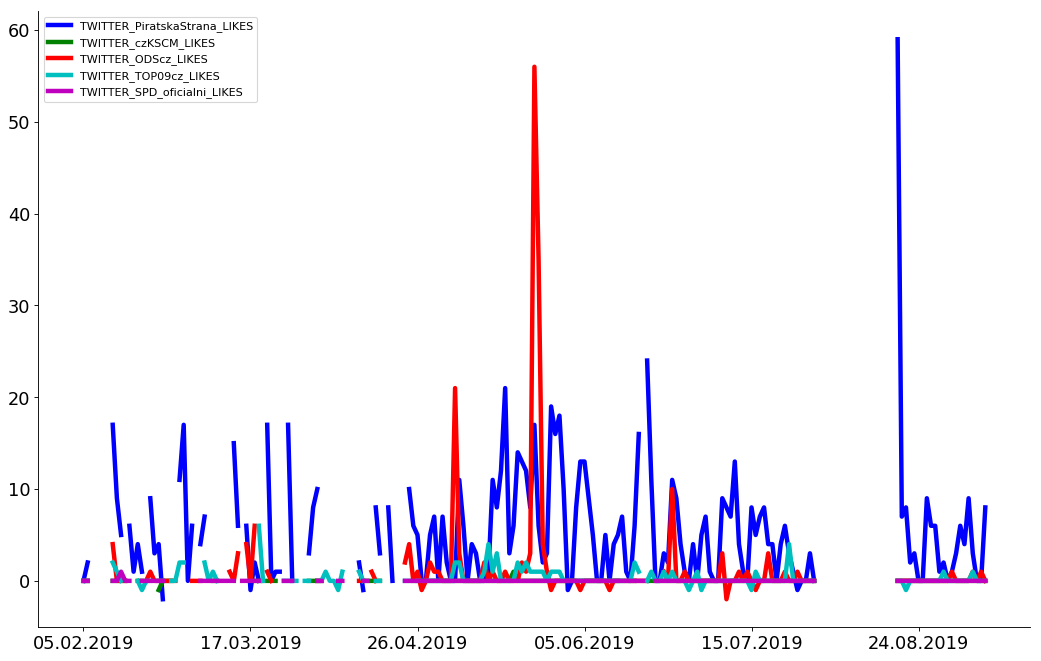 TWITTER_PiratskaStrana_LIKES
TWITTER_czKSCM_LIKES
TWITTER_ODScz_LIKES
TWITTER_TOP09cz_LIKES
TWITTER_SPD_oficialni_LIKES
60
50
40
30
20
10
0
05.02.2019 17.03.2019 26.04.2019 05.06.2019 15.07.2019 24.08.2019